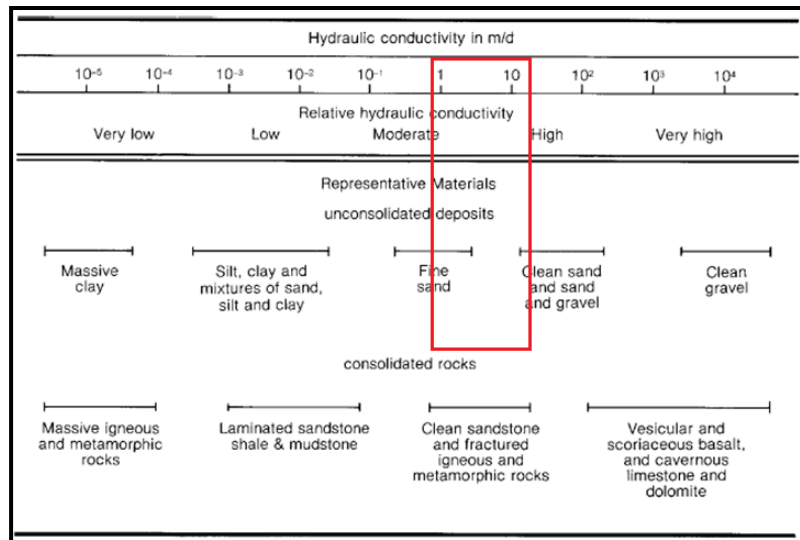 Hydraulic conductivity in m/d
10⁻⁵ 10⁻⁴ 10⁻³ 10⁻² 10⁻¹ 1 10 10² 10³ 10⁴
Relative hydraulic conductivity
Very low Low Moderate High Very high
Representative Materials
unconsolidated deposits
Massive
clay
Silt, clay and
mixtures of sand,
silt and clay
Fine
sand
Clean sand
and sand
and gravel
Clean
gravel
consolidated rocks
Massive igneous
and metamorphic
rocks
Laminated sandstone
shale & mudstone
Clean sandstone
and fractured
igneous and
metamorphic rocks
Vesicular and
scoriaceous basalt,
and cavernous
limestone and
dolomite